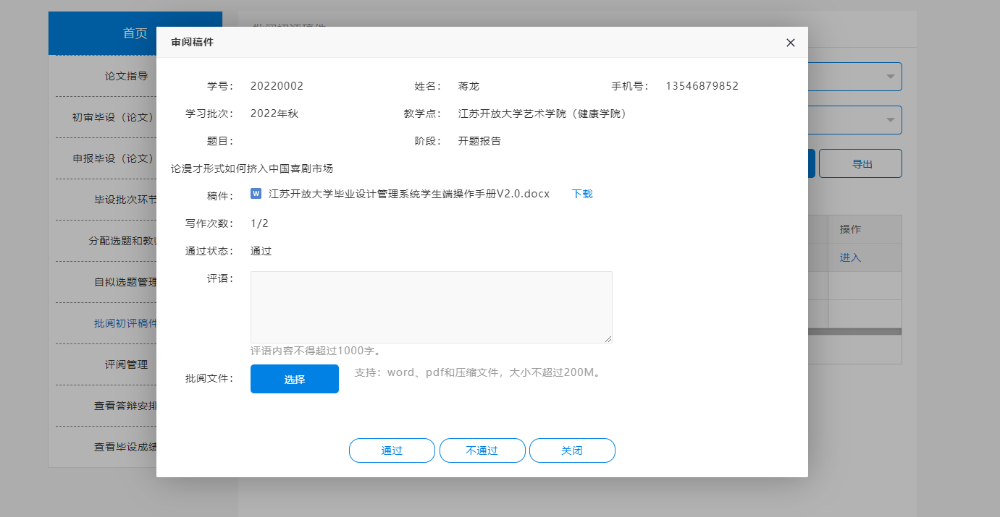 首页
论文指导
初审毕设（论文）
申报毕设（论文）
毕设批次环节
分配选题和教
自拟选题管理
批阅初评稿件
评阅管理
查看答辩安排
查看毕设成绩
批阅初评稿件
导出
操作
进入
审阅稿件
学号： 20220002 姓名： 蒋龙 手机号： 13546879852
学习批次： 2022年秋 教学点： 江苏开放大学艺术学院（健康学院）
题目： 阶段： 开题报告
论漫才形式如何挤入中国喜剧市场
稿件： W 江苏开放大学毕业设计管理系统学生端操作手册V2.0.docx 下载
写作次数： 1/2
通过状态： 通过
评语：
评语内容不得超过1000字。
批阅文件： 选择 支持：word、pdf和压缩文件，大小不超过200M。
通过 不通过 关闭